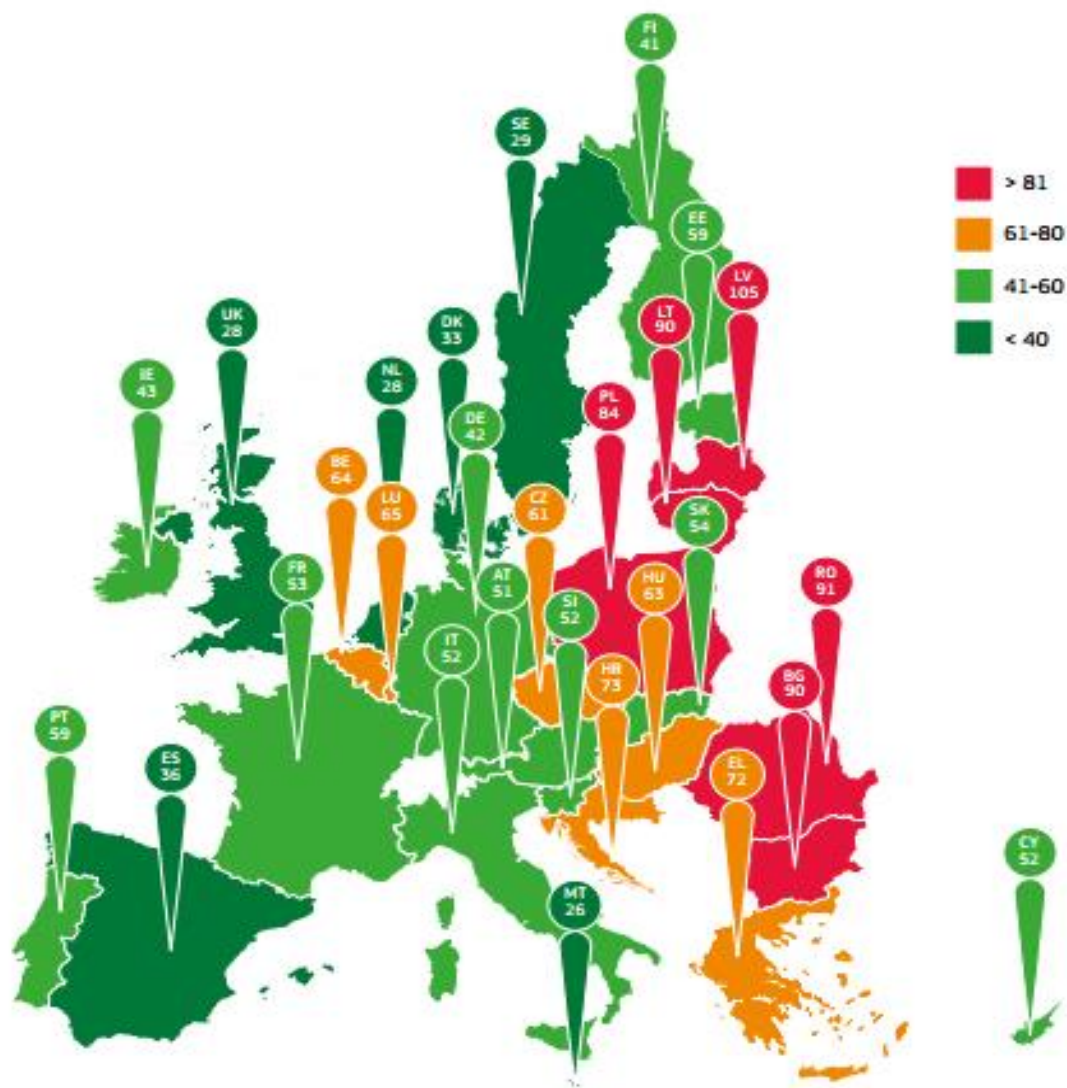 FI
41
SE
29
> 81
61-80
41-60
< 40
EE
59
LV
105
UK
28
LT
90
DK
33
IE
43
NL
28
PL
84
DE
42
BE
64
LU
65
CZ
61
SK
54
FR
53
AT
51
HU
63
RO
91
SI
52
IT
52
HR
73
BG
90
PT
59
ES
36
EL
72
CY
52
MT
26